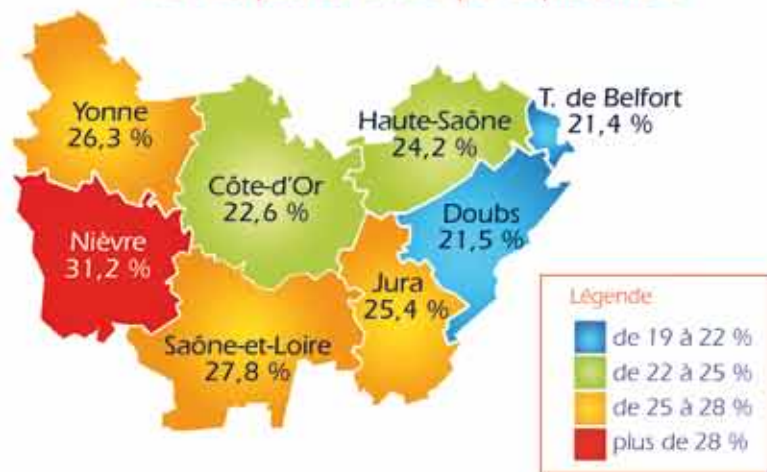 Yonne
26,3 %
Côte-d'Or
22,6 %
Haute-Saône
24,2 %
T. de Belfort
21,4 %
Doubs
21,5 %
Nièvre
31,2 %
Jura
25,4 %
Saône-et-Loire
27,8 %
Légende
de 19 à 22 %
de 22 à 25 %
de 25 à 28 %
plus de 28 %